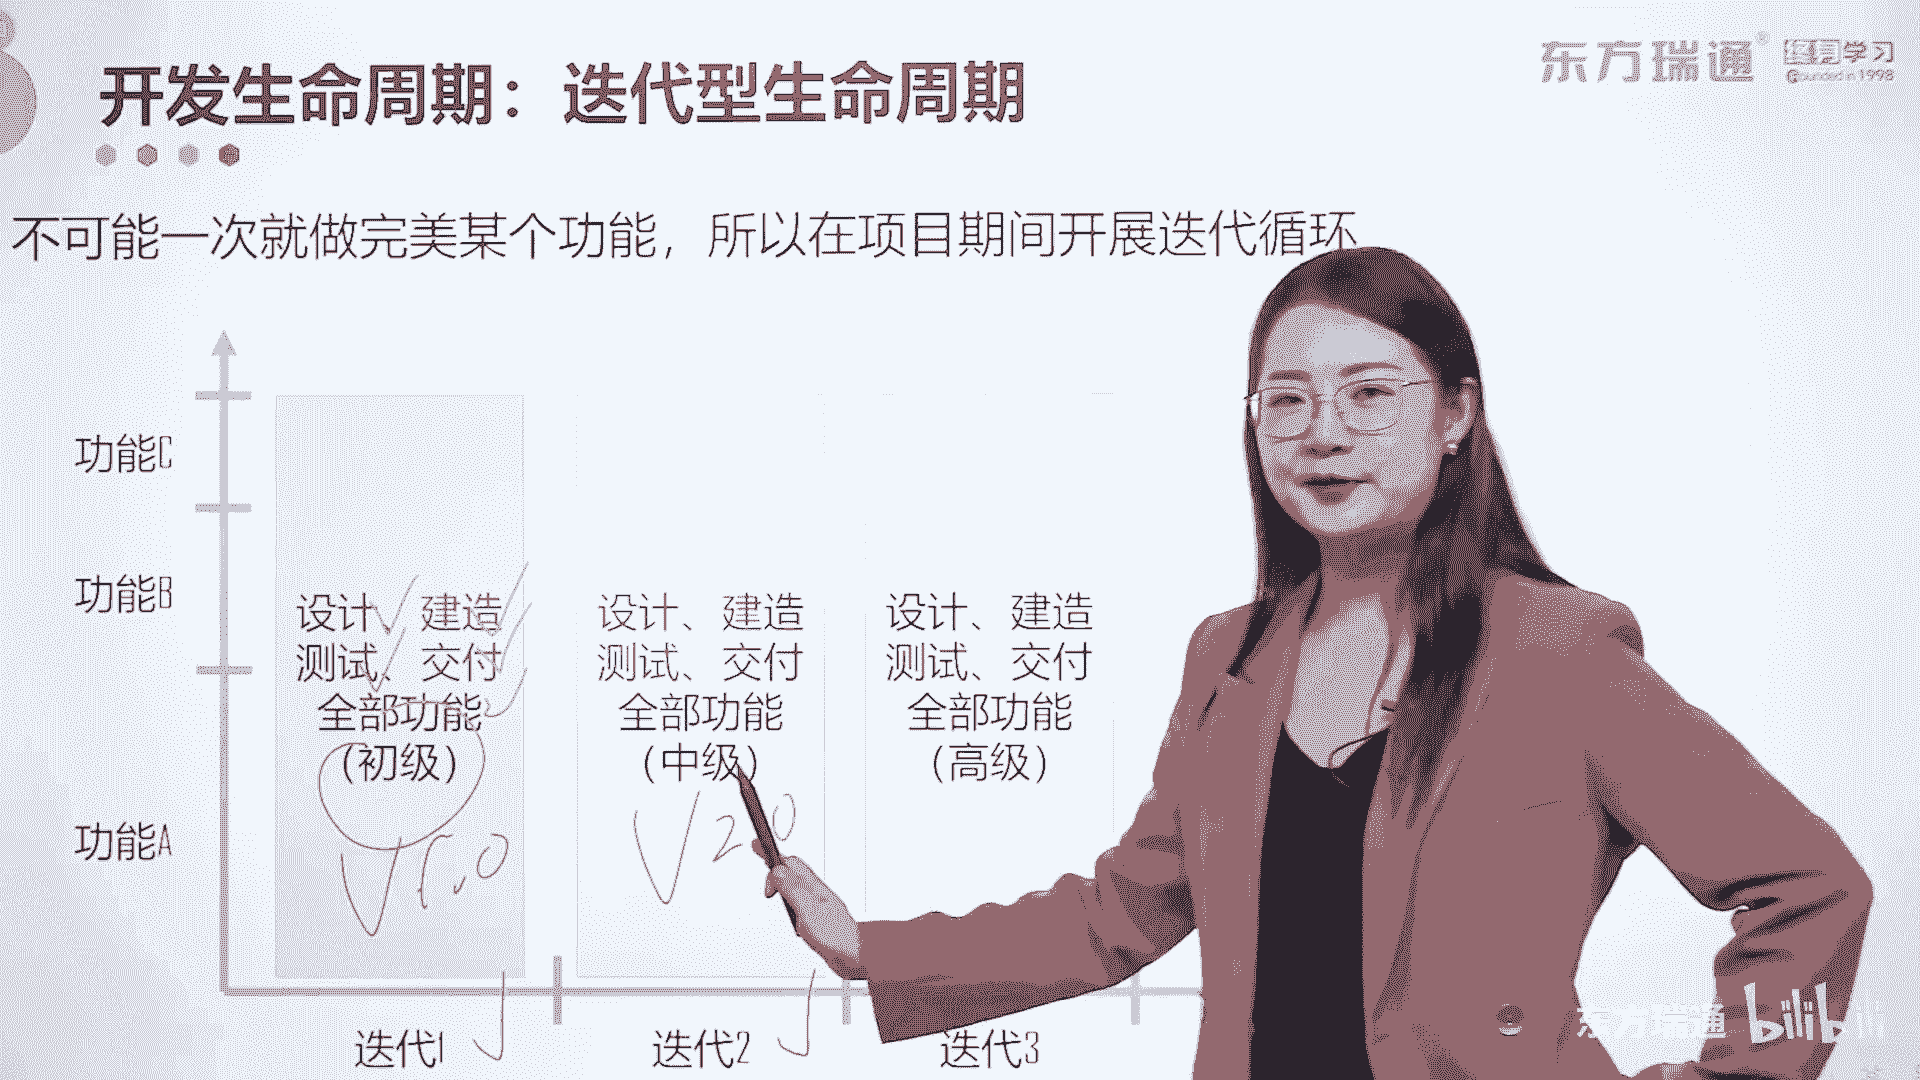 东方瑞通® 终身学习
Founded in 1998
开发生命周期：迭代型生命周期
不可能一次就做完美某个功能，所以在项目期间开展迭代循环
功能C
功能B
功能A
设计、建造
测试、交付
全部功能
（初级）
V1.0
设计、建造
测试、交付
全部功能
（中级）
V2.0
设计、建造
测试、交付
全部功能
（高级）
迭代1
迭代2
迭代3
东方瑞通 bilibili